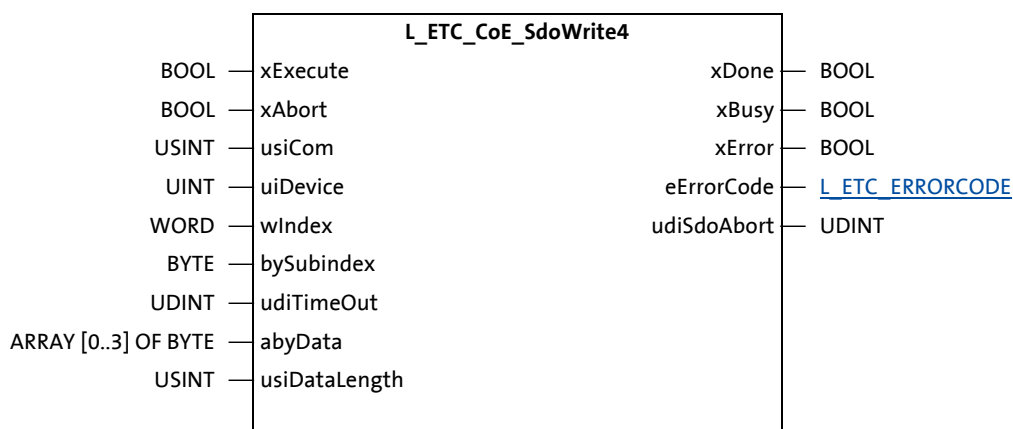 L_ETC_CoE_SdoWrite4
BOOL xExecute xDone BOOL
BOOL xAbort xBusy BOOL
USINT usiCom xError BOOL
UINT uiDevice eErrorCode L_ETC_ERRORCODE
WORD wIndex udiSdoAbort UDINT
BYTE bySubindex
UDINT udiTimeOut
ARRAY [0..3] OF BYTE abyData
USINT usiDataLength